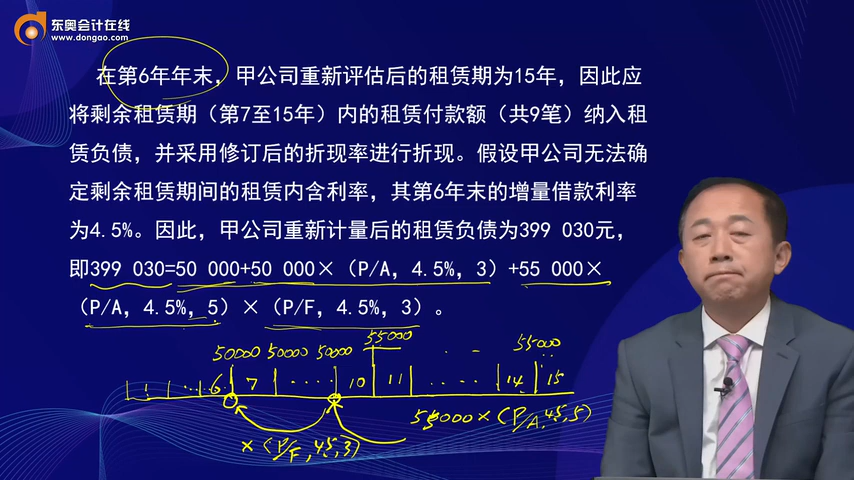 东奥会计在线
www.dongao.com
在第6年年末，甲公司重新评估后的租赁期为15年，因此应
将剩余租赁期（第7至15年）内的租赁付款额（共9笔）纳入租
赁负债，并采用修订后的折现率进行折现。假设甲公司无法确
定剩余租赁期间的租赁内含利率，其第6年末的增量借款利率
为4.5%。因此，甲公司重新计量后的租赁负债为399 030元，
即399 030=50 000+50 000×（P/A，4.5%，3）+55 000×
（P/A，4.5%，5）×（P/F，4.5%，3）。
50000 50000 50000 55000 .. - 55000
1 ... 6 7 .... 10 11 .... 14 15
55000×(P/A,4.5,5)
×(P/F,4.5,3)